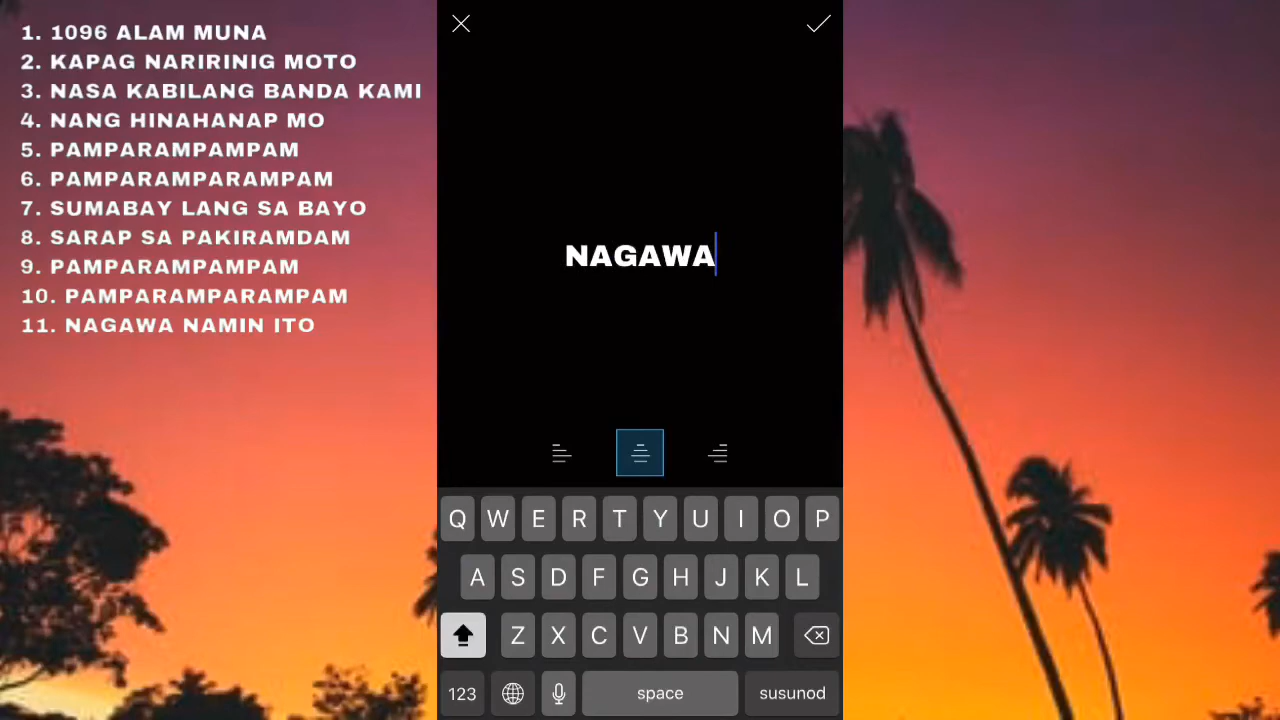 1. 1096 ALAM MUNA
2. KAPAG NARIRINIG MOTO
3. NASA KABILANG BANDA KAMI
4. NANG HINAHANAP MO
5. PAMPARAMPAMPAM
6. PAMPARAMPARAMPAM
7. SUMABAY LANG SA BAYO
8. SARAP SA PAKIRAMDAM
9. PAMPARAMPAMPAM
10. PAMPARAMPARAMPAM
11. NAGAWA NAMIN ITO
NAGAWA
Q W E R T Y U I O P
A S D F G H J K L
Z X C V B N M
123 space susunod